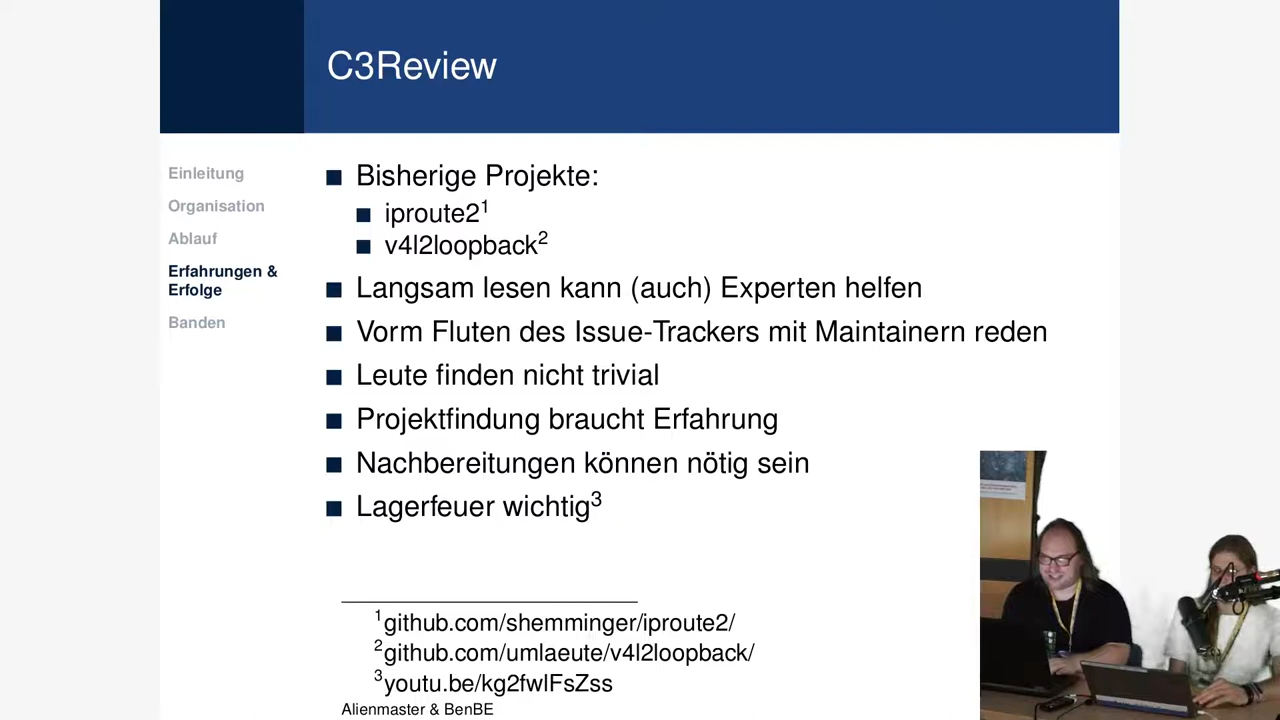 C3Review
Einleitung
Organisation
Ablauf
Erfahrungen &
Erfolge
Banden
Bisherige Projekte:
iproute2¹
v4l2loopback²
Langsam lesen kann (auch) Experten helfen
Vorm Fluten des Issue-Trackers mit Maintainern reden
Leute finden nicht trivial
Projektfindung braucht Erfahrung
Nachbereitungen können nötig sein
Lagerfeuer wichtig³
¹github.com/shemminger/iproute2/
²github.com/umlaeute/v4l2loopback/
³youtu.be/kg2fwlFsZss
Alienmaster & BenBE